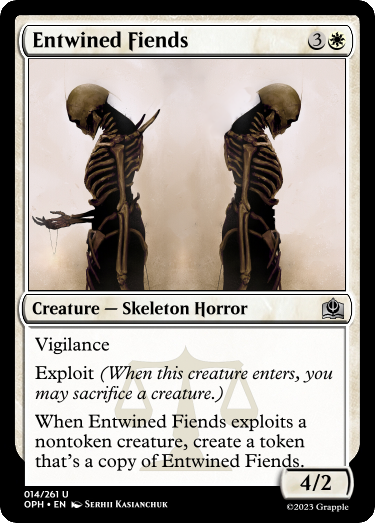 Entwined Fiends 3
Creature — Skeleton Horror
Vigilance
Exploit (When this creature enters, you
may sacrifice a creature.)
When Entwined Fiends exploits a
nontoken creature, create a token
that's a copy of Entwined Fiends.
4/2
014/261 U
OPH • EN Serhii Kasianchuk
©2023 Grapple